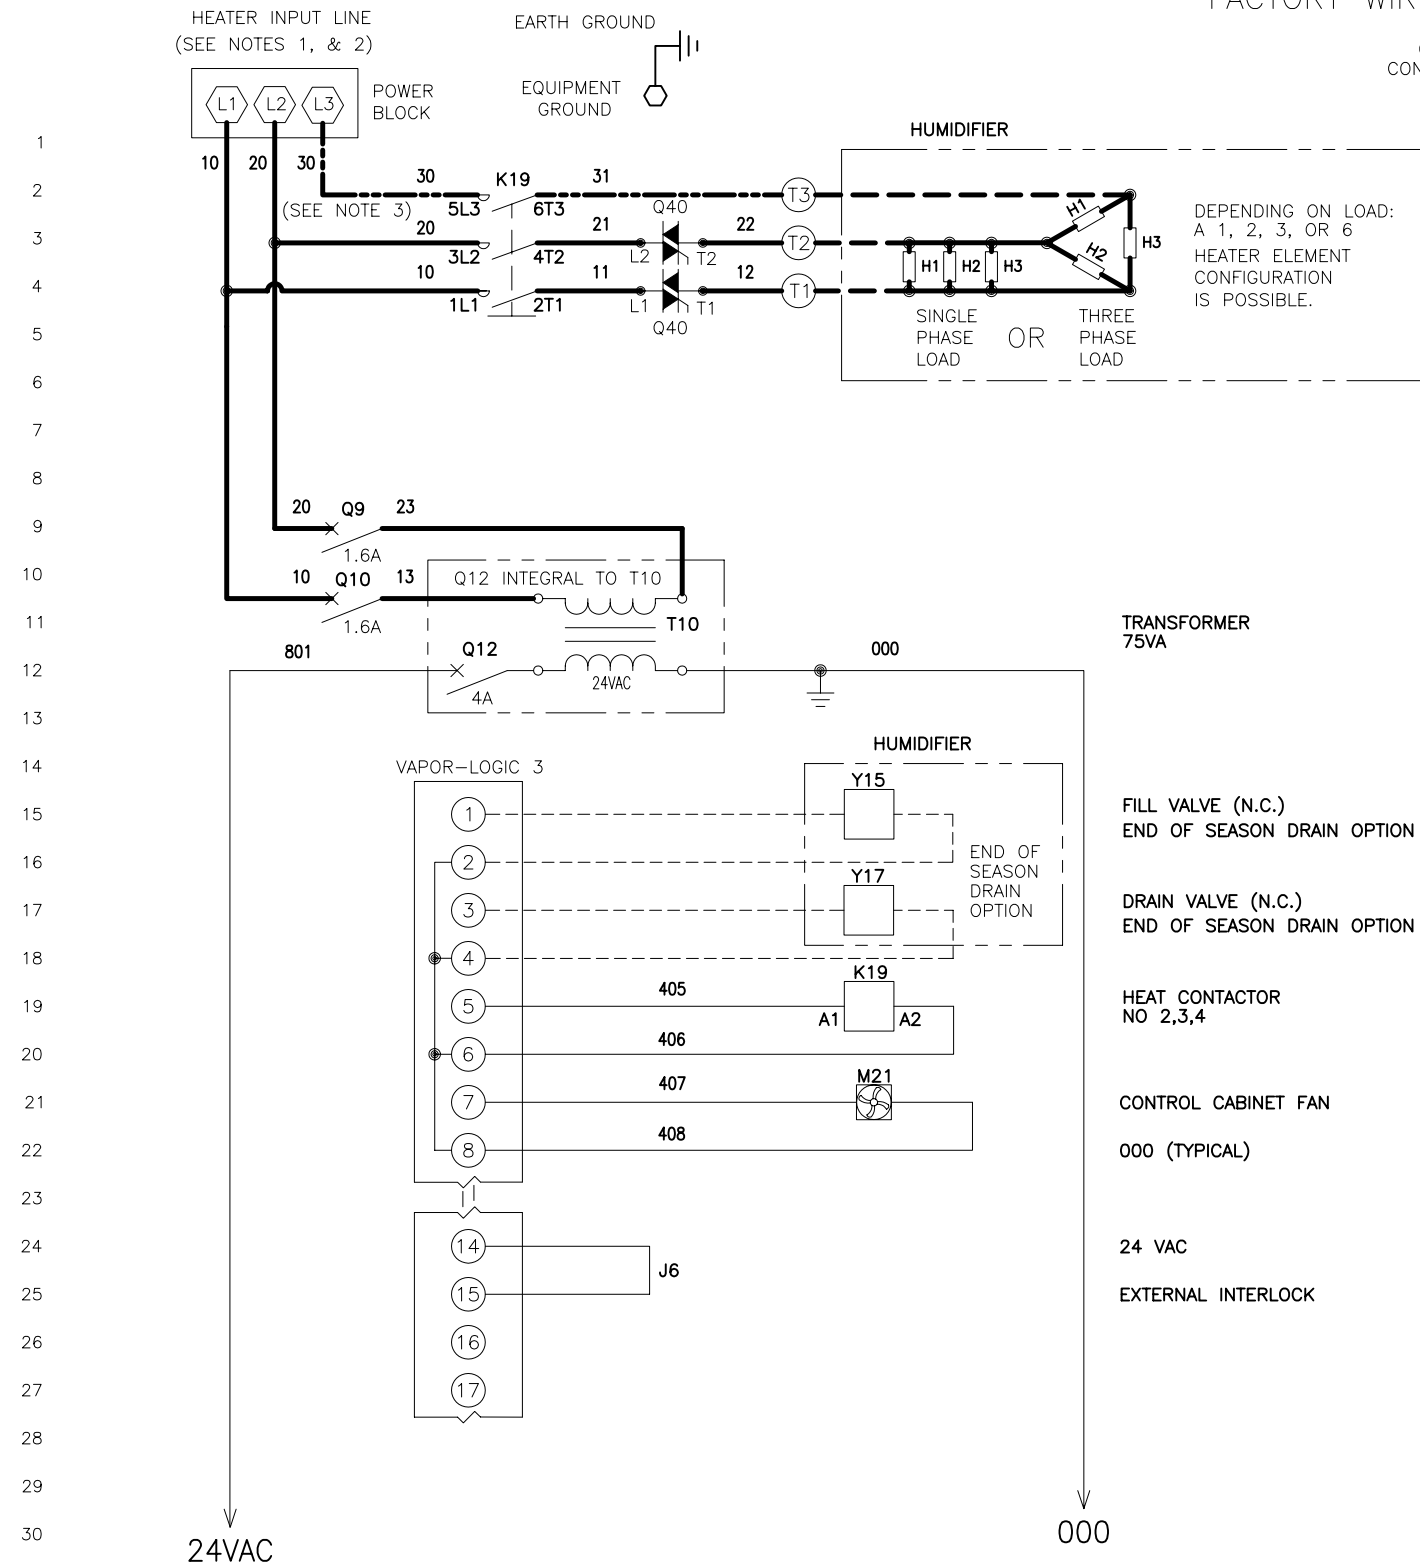 FACTORY WIR
HEATER INPUT LINE
(SEE NOTES 1, & 2)
EARTH GROUND
CON
L1 L2 L3
POWER
BLOCK
EQUIPMENT
GROUND
HUMIDIFIER
1
10 20 30
2
30 K19 31
T3
(SEE NOTE 3) 5L3 6T3 Q40
H1
DEPENDING ON LOAD:
A 1, 2, 3, OR 6
HEATER ELEMENT
CONFIGURATION
IS POSSIBLE.
3
20 21 22
T2
3L2 4T2 L2 T2
H2
H3
H1 H2 H3
4
10 11 12
T1
1L1 2T1 L1 T1
Q40
5
SINGLE
PHASE
LOAD
OR
THREE
PHASE
LOAD
6
7
8
20 Q9 23
9
1.6A
10
10 Q10 13
Q12 INTEGRAL TO T10
11
1.6A
T10
TRANSFORMER
75VA
801 Q12 000
12
24VAC
4A
13
HUMIDIFIER
14
VAPOR-LOGIC 3
Y15
15
1
FILL VALVE (N.C.)
END OF SEASON DRAIN OPTION
16
2
END OF
SEASON
DRAIN
OPTION
Y17
17
3
DRAIN VALVE (N.C.)
END OF SEASON DRAIN OPTION
18
4
K19
19
5
405
A1 A2
HEAT CONTACTOR
NO 2,3,4
20
6
406
M21
21
7
407
CONTROL CABINET FAN
22
8
408
000 (TYPICAL)
23
24
14
24 VAC
J6
25
15
EXTERNAL INTERLOCK
26
16
27
17
28
29
30
24VAC
000